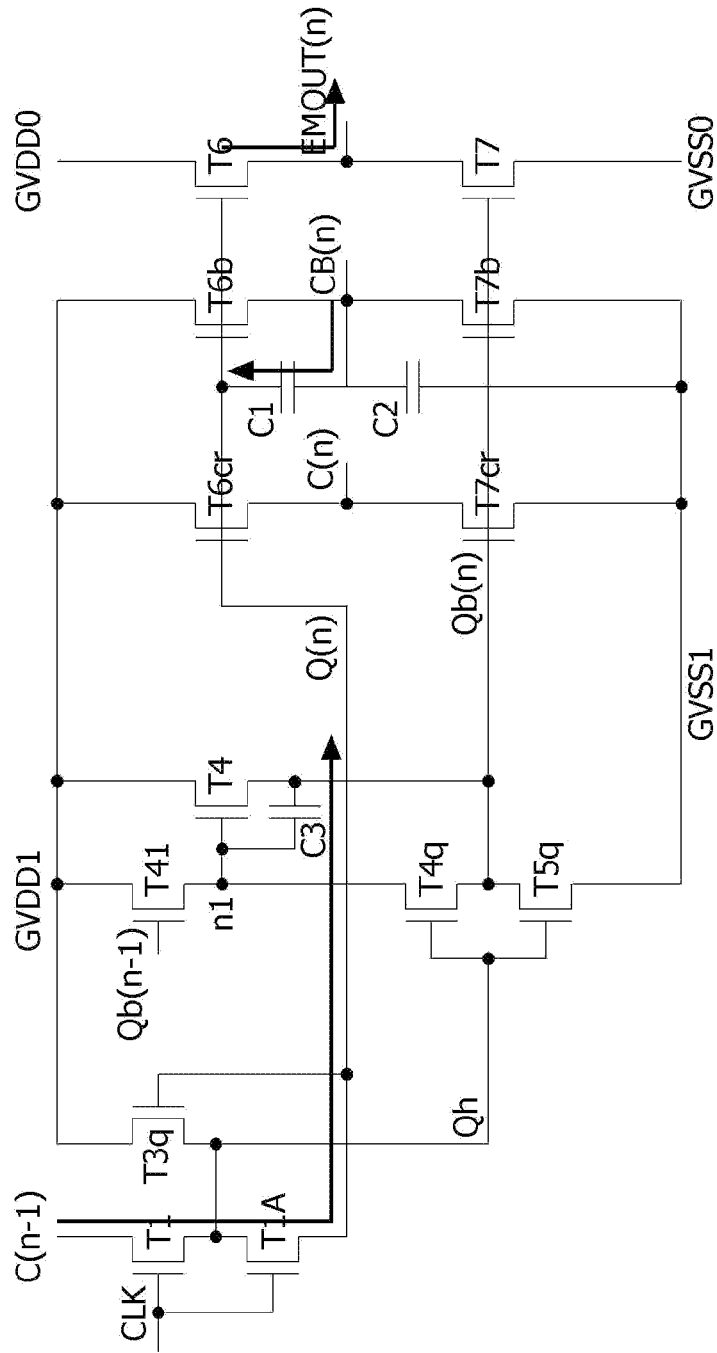 C(n-1)
GVDD1
GVDD0
CLK
T1
T1A
T3q
Qb(n-1)
T41
n1
T4
C3
T6cr
T6b
T6
C1
EMOUT(n)
CB(n)
C(n)
Q(n)
C2
Qh
T4q
T5q
Qb(n)
T7cr
T7b
T7
GVSS1
GVSS0